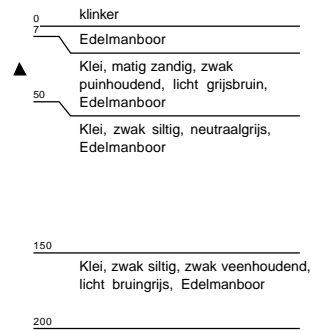 0
klinker
7
Edelmanboor
Klei, matig zandig, zwak
puinhoudend, licht grijsbruin,
Edelmanboor
50
Klei, zwak siltig, neutraalgrijs,
Edelmanboor
150
Klei, zwak siltig, zwak veenhoudend,
licht bruingrijs, Edelmanboor
200